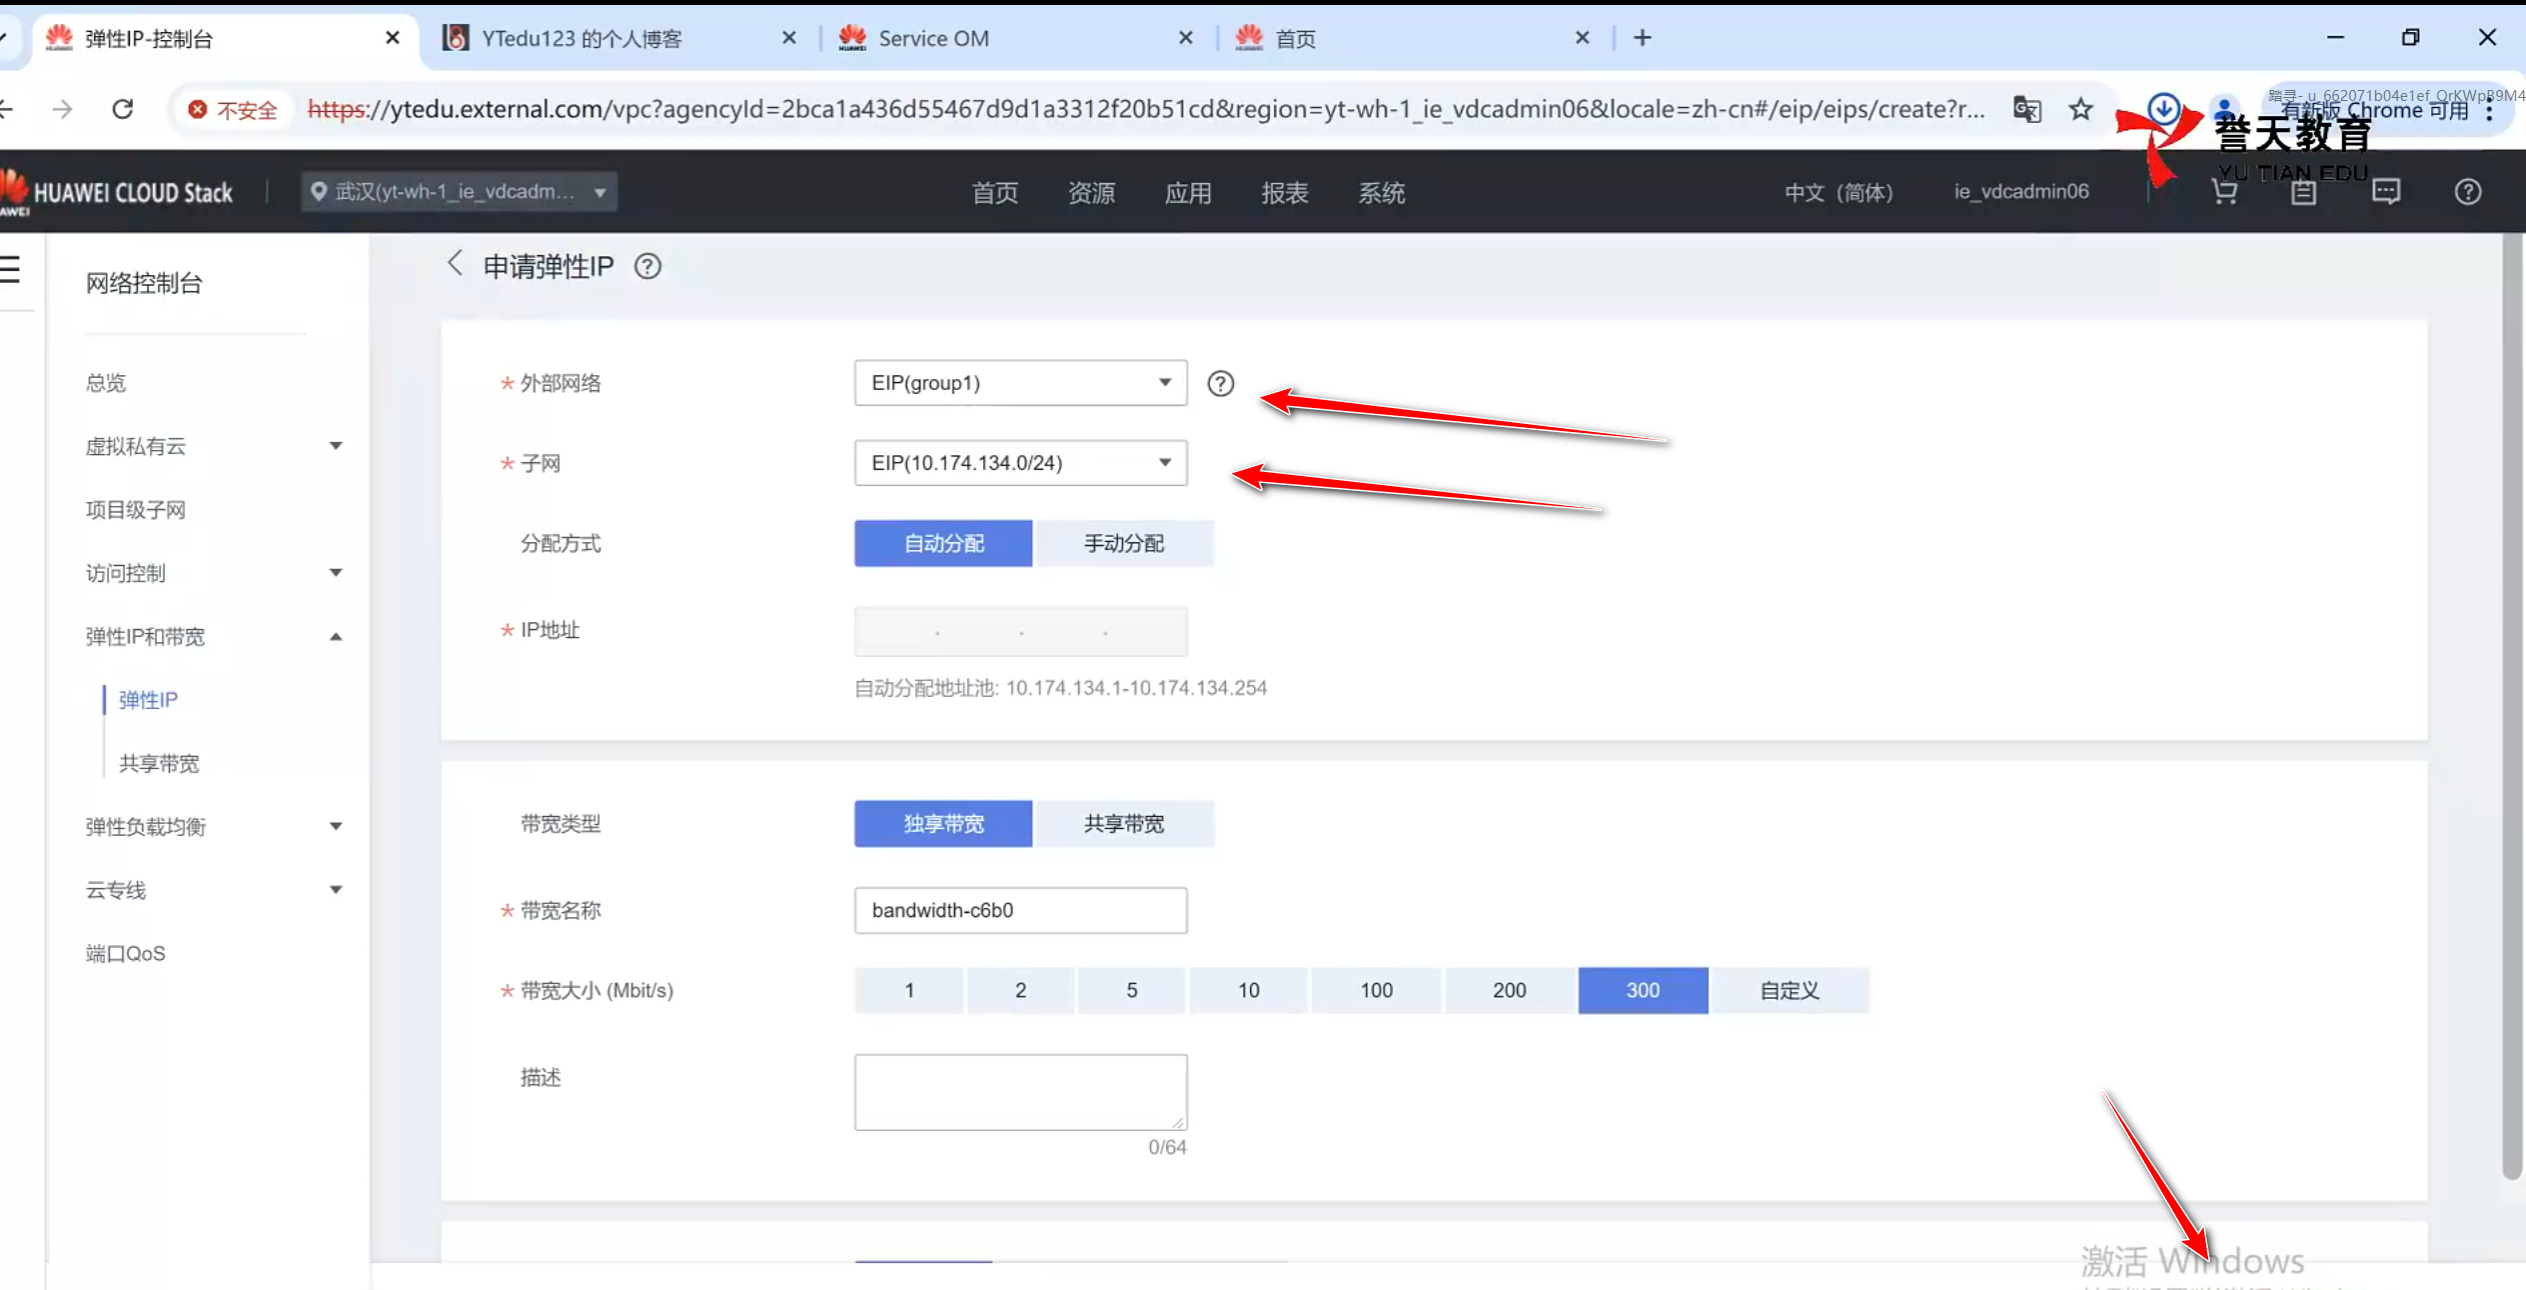 弹性IP-控制台
YTedu123 的个人博客
Service OM
首页
不安全
https://ytedu.external.com/vpc?agencyId=2bca1a436d55467d9d1a3312f20b51cd&region=yt-wh-1_ie_vdcadmin06&locale=zh-cn#/eip/eips/create?r...
有新版 Chrome 可用
誉天教育
YU TIAN EDU
HUAWEI CLOUD Stack
武汉(yt-wh-1_ie_vdcadm...
首页
资源
应用
报表
系统
中文 (简体)
ie_vdcadmin06
网络控制台
总览
虚拟私有云
项目级子网
访问控制
弹性IP和带宽
弹性IP
共享带宽
弹性负载均衡
云专线
端口QoS
申请弹性IP
* 外部网络
EIP(group1)
* 子网
EIP(10.174.134.0/24)
分配方式
自动分配
手动分配
* IP地址
. . .
自动分配地址池: 10.174.134.1-10.174.134.254
带宽类型
独享带宽
共享带宽
* 带宽名称
bandwidth-c6b0
* 带宽大小 (Mbit/s)
1
2
5
10
100
200
300
自定义
描述
0/64
激活 Windows